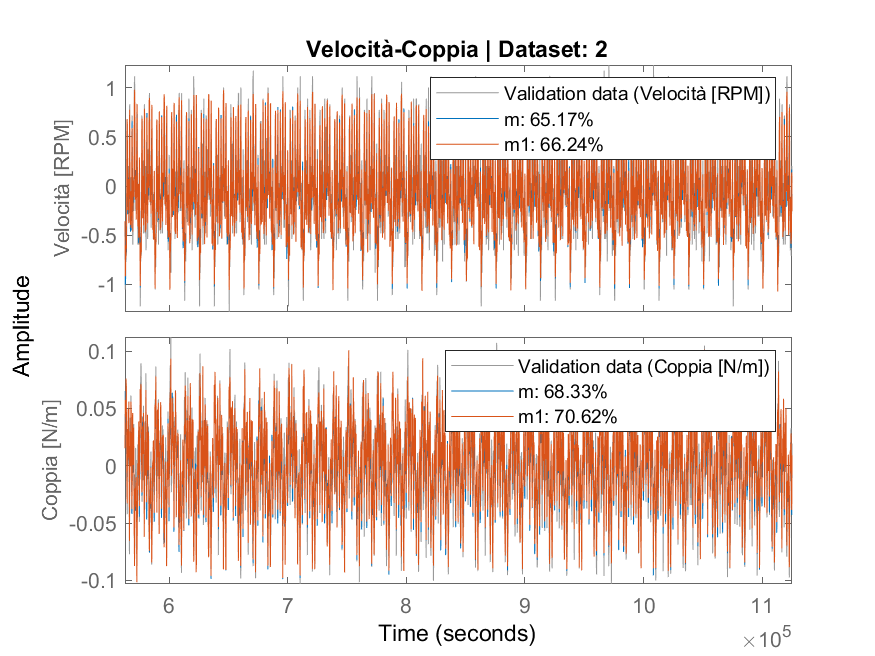 Velocità-Coppia | Dataset: 2
Amplitude
Velocità [RPM]
1
0.5
0
-0.5
-1
Validation data (Velocità [RPM])
m: 65.17%
m1: 66.24%
Coppia [N/m]
0.1
0.05
0
-0.05
-0.1
Validation data (Coppia [N/m])
m: 68.33%
m1: 70.62%
6 7 8 9 10 11
×10⁵
Time (seconds)